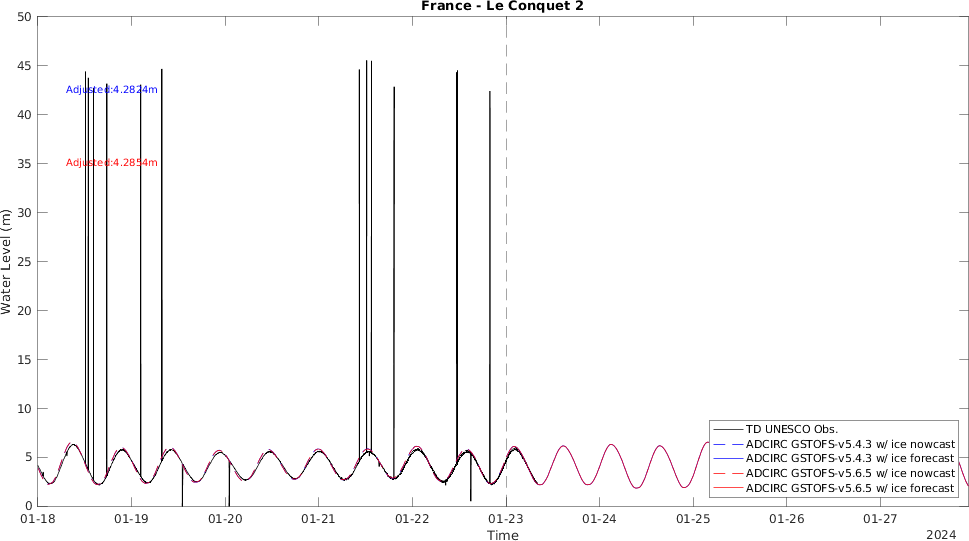 France - Le Conquet 2
50
45
40
35
30
25
20
15
10
5
0
Water Level (m)
Adjusted:4.2824m
Adjusted:4.2854m
TD UNESCO Obs.
ADCIRC GSTOFS-v5.4.3 w/ ice nowcast
ADCIRC GSTOFS-v5.4.3 w/ ice forecast
ADCIRC GSTOFS-v5.6.5 w/ ice nowcast
ADCIRC GSTOFS-v5.6.5 w/ ice forecast
01-18 01-19 01-20 01-21 01-22 01-23 01-24 01-25 01-26 01-27
Time
2024